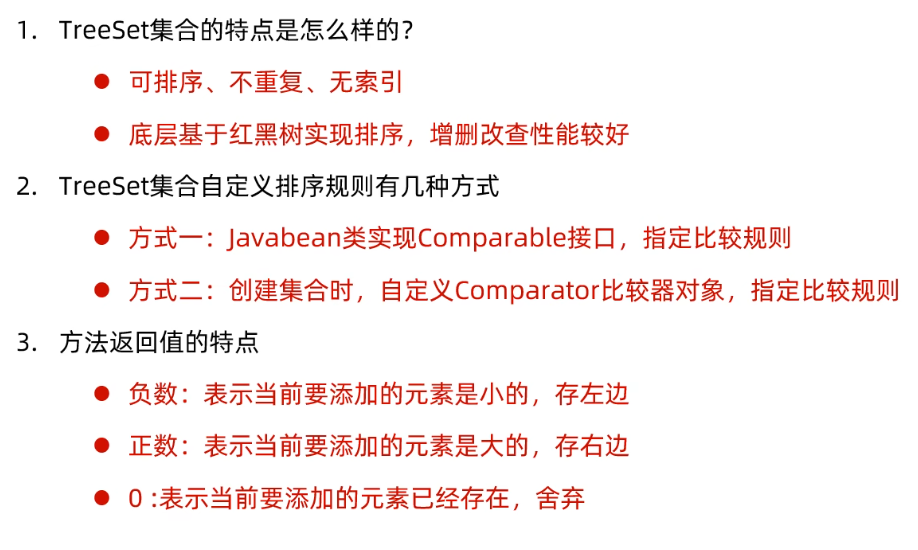 1. TreeSet集合的特点是怎么样的？
● 可排序、不重复、无索引
● 底层基于红黑树实现排序，增删改查性能较好
2. TreeSet集合自定义排序规则有几种方式
● 方式一：Javabean类实现Comparable接口，指定比较规则
● 方式二：创建集合时，自定义Comparator比较器对象，指定比较规则
3. 方法返回值的特点
● 负数：表示当前要添加的元素是小的，存左边
● 正数：表示当前要添加的元素是大的，存右边
● 0 :表示当前要添加的元素已经存在，舍弃